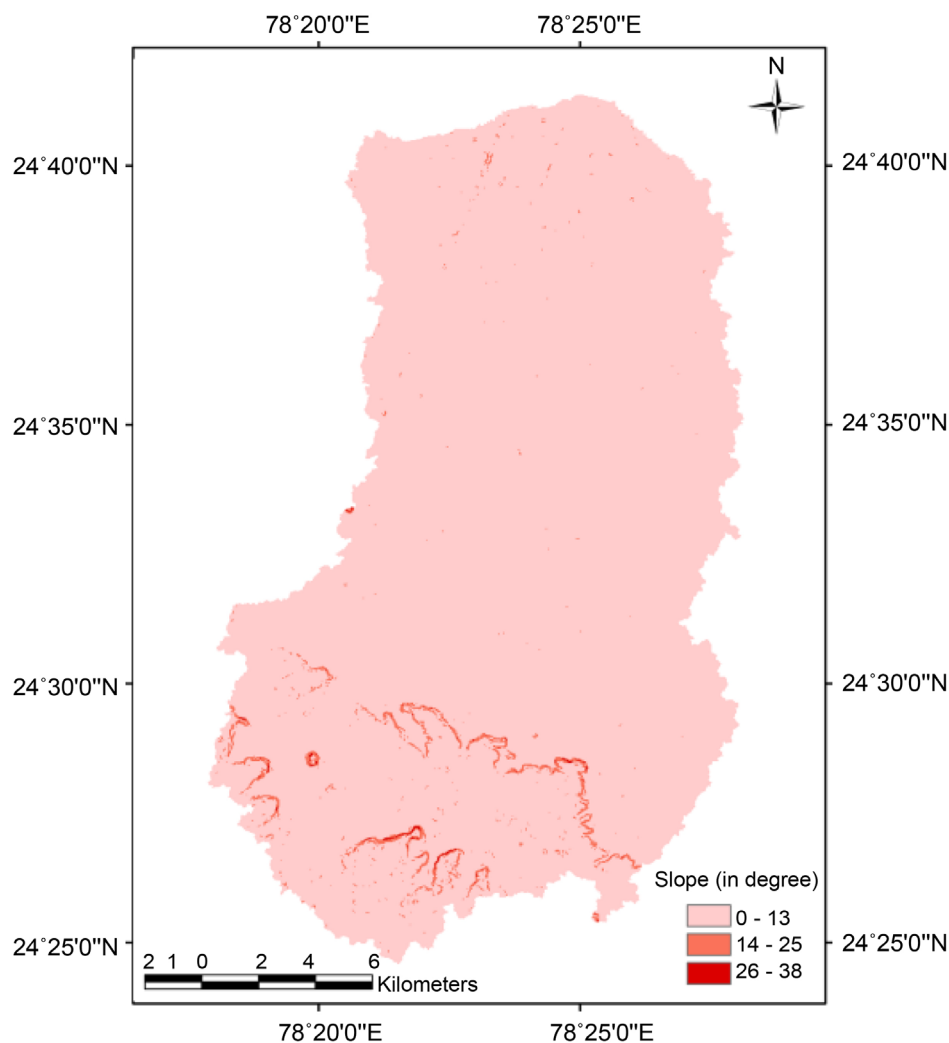 78°20'0"E 78°25'0"E
N
24°40'0"N 24°40'0"N
24°35'0"N 24°35'0"N
24°30'0"N 24°30'0"N
Slope (in degree)
0 - 13
14 - 25
26 - 38
24°25'0"N 24°25'0"N
2 1 0 2 4 6
Kilometers
78°20'0"E 78°25'0"E